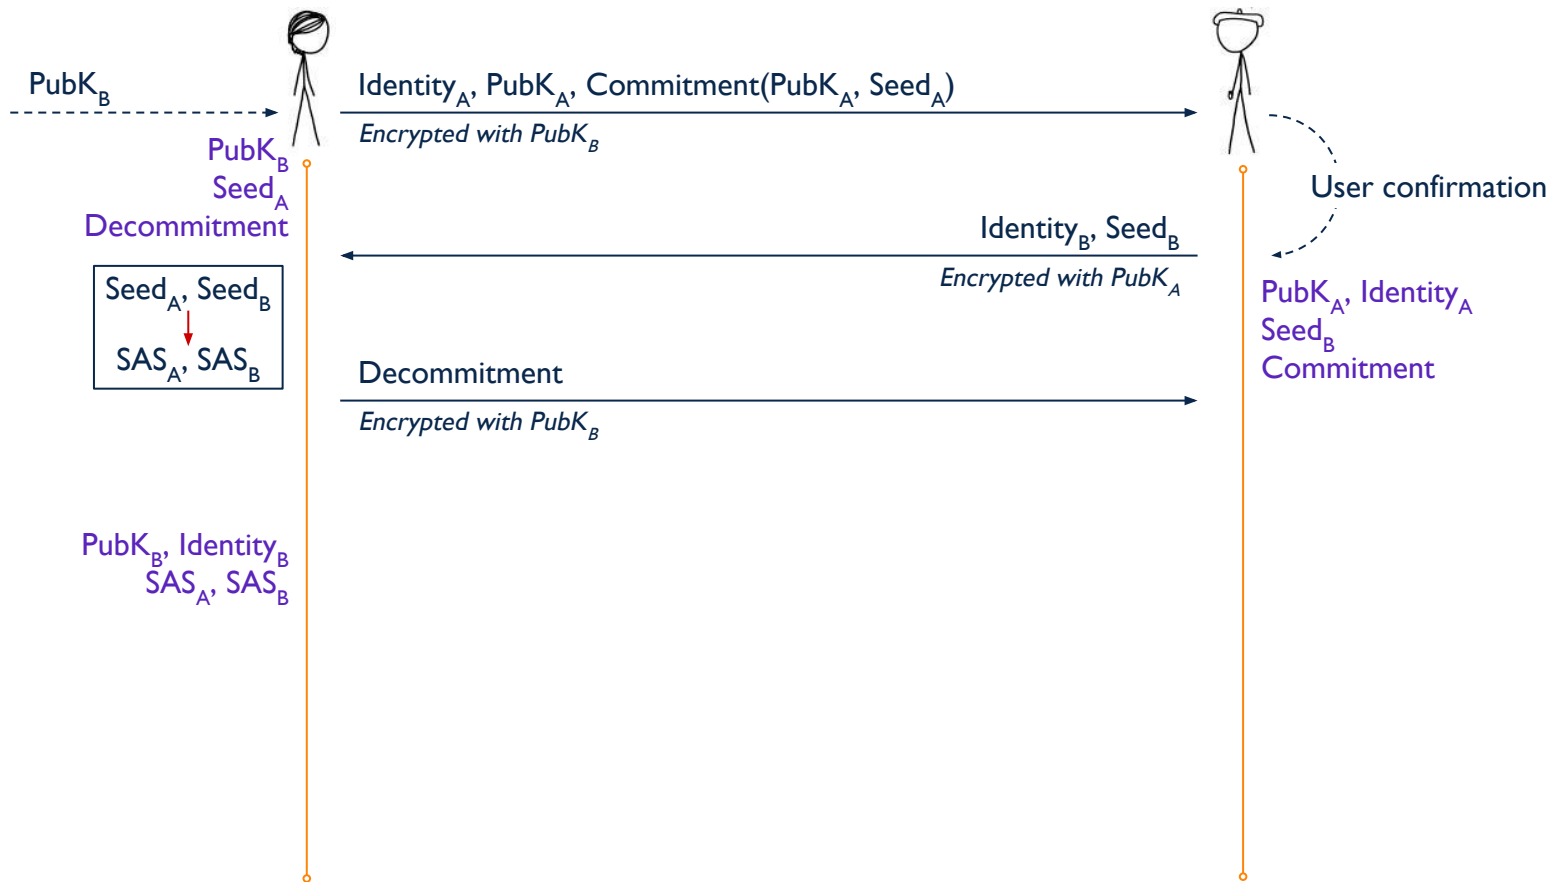 PubK_B
Identity_A, PubK_A, Commitment(PubK_A, Seed_A)
Encrypted with PubK_B
PubK_B
Seed_A
Decommitment
User confirmation
Identity_B, Seed_B
Encrypted with PubK_A
Seed_A, Seed_B
SAS_A, SAS_B
PubK_A, Identity_A
Seed_B
Commitment
Decommitment
Encrypted with PubK_B
PubK_B, Identity_B
SAS_A, SAS_B